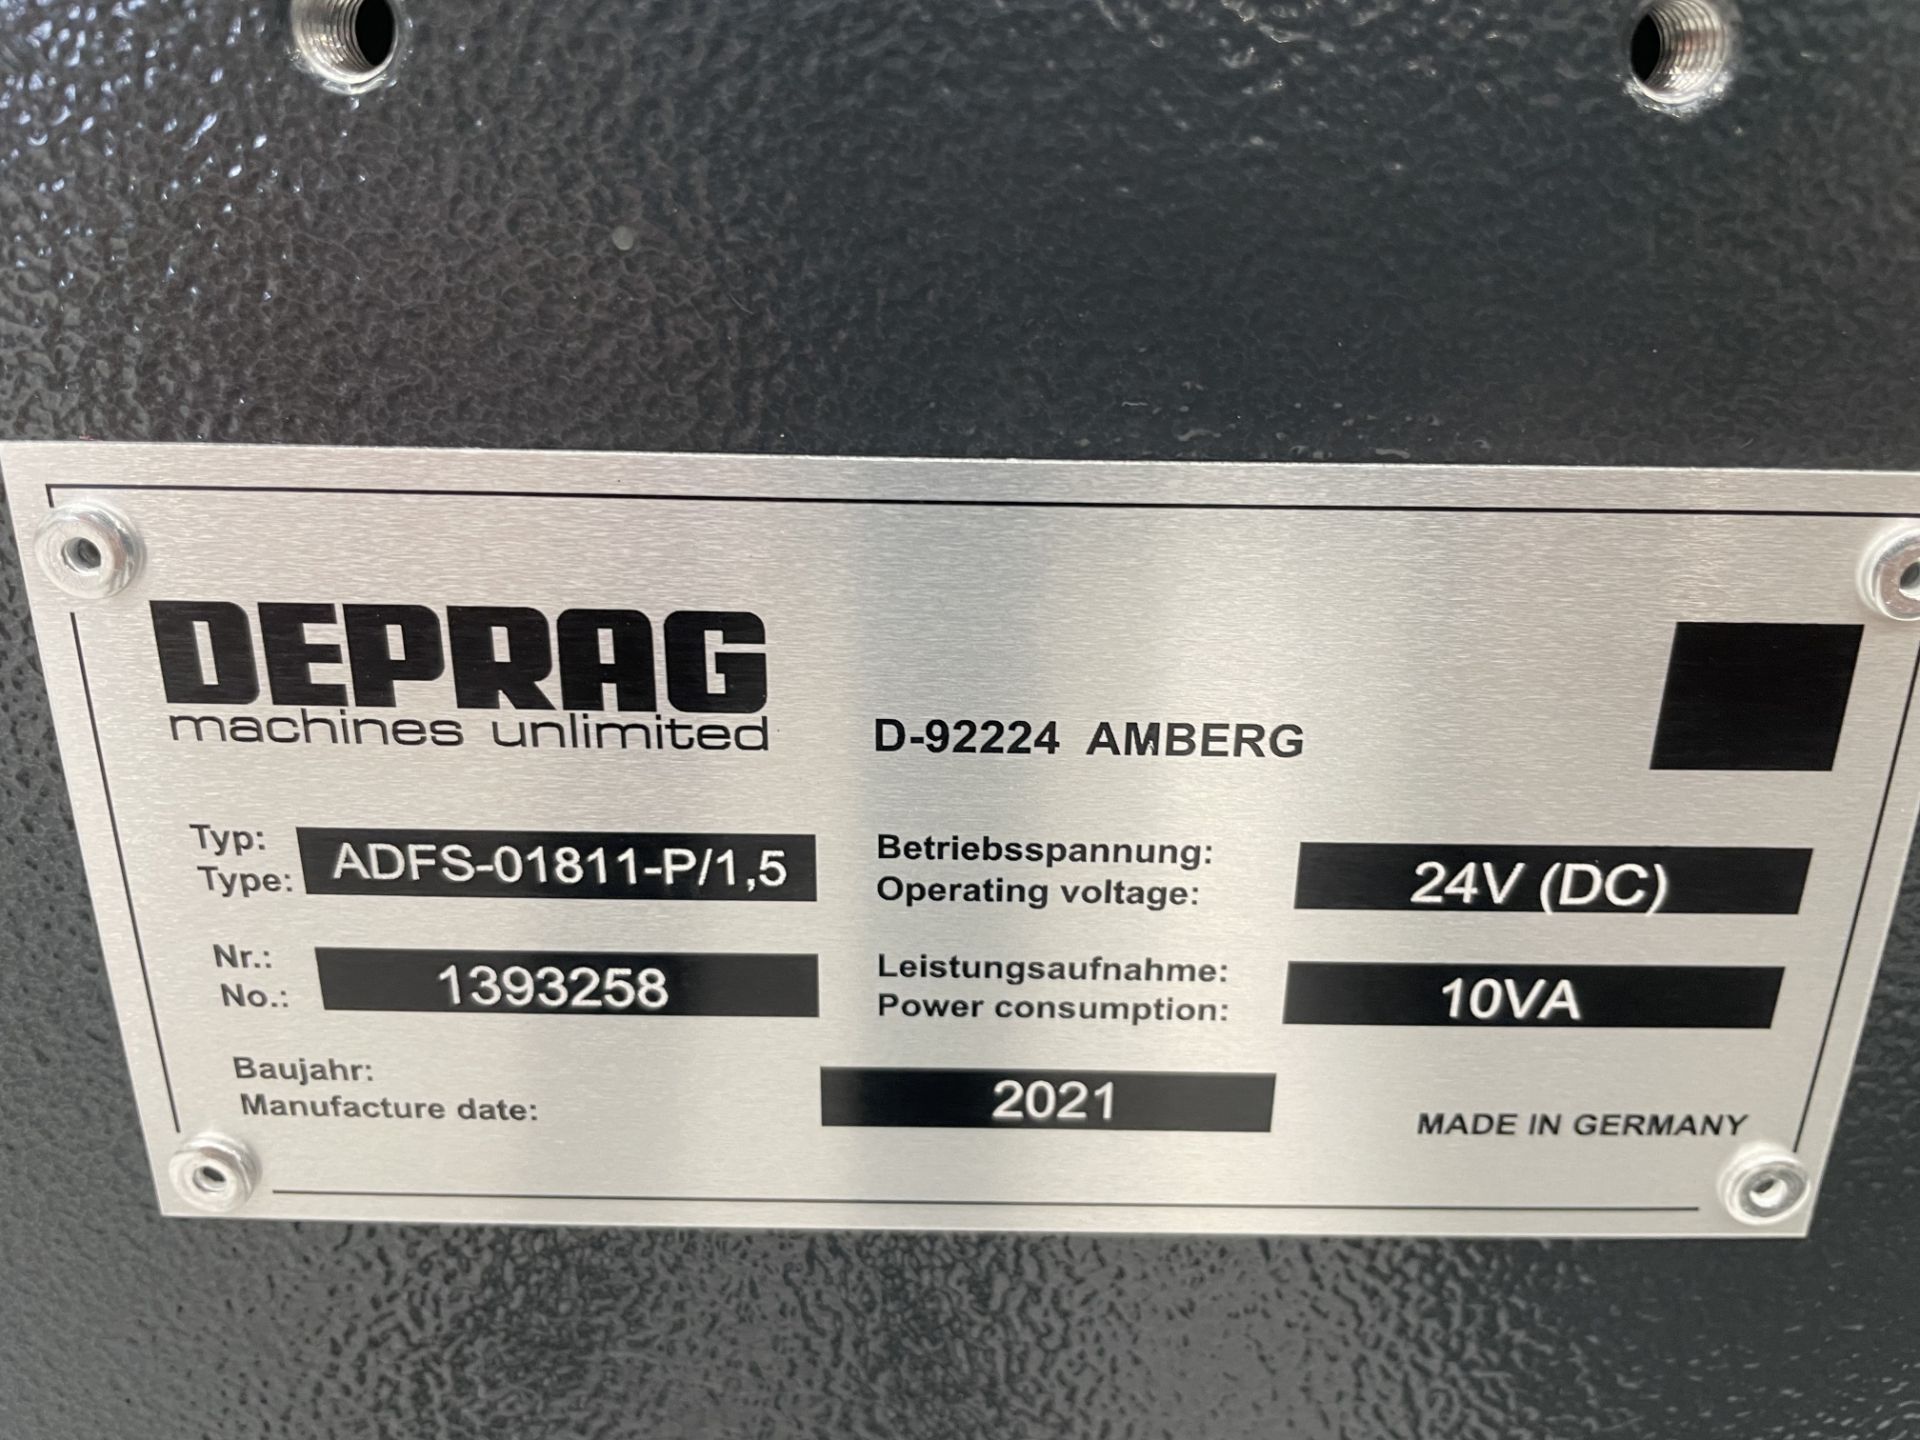 DEPRAG
machines unlimited
D-92224 AMBERG
Typ:
Type:
ADFS-01811-P/1,5
Betriebsspannung:
Operating voltage:
24V (DC)
Nr.:
No.:
1393258
Leistungsaufnahme:
Power consumption:
10VA
Baujahr:
Manufacture date:
2021
MADE IN GERMANY